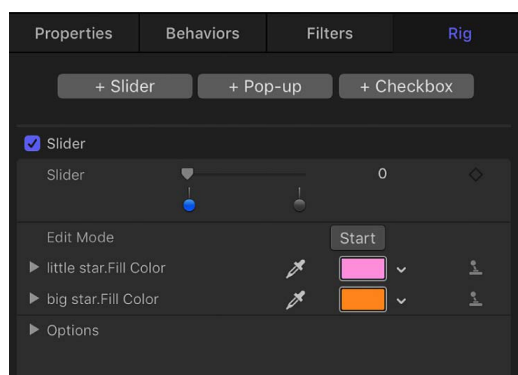 Properties Behaviors Filters Rig
+ Slider + Pop-up + Checkbox
Slider
Slider 0
Edit Mode Start
little star.Fill Color
big star.Fill Color
Options